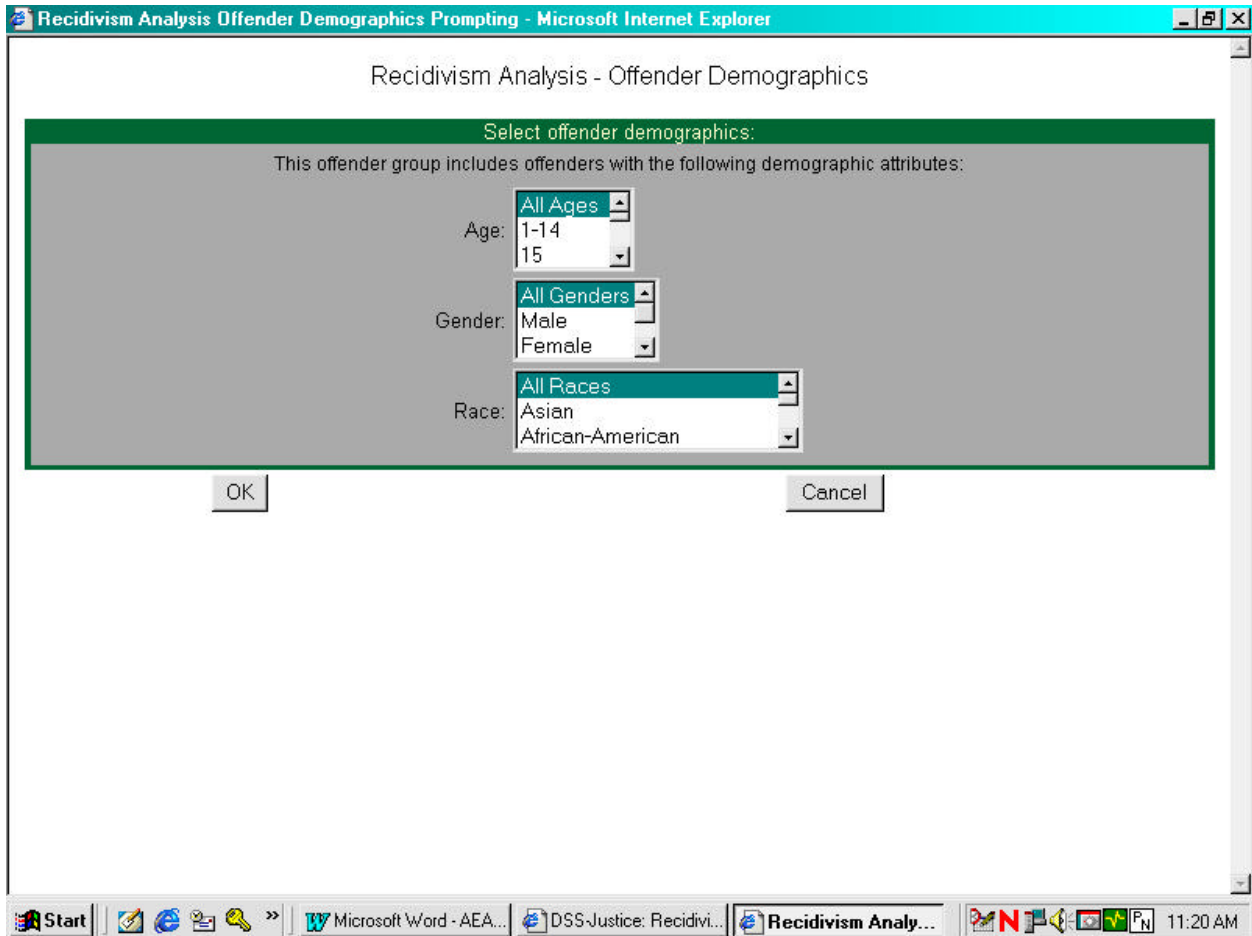 Recidivism Analysis Offender Demographics Prompting - Microsoft Internet Explorer
Recidivism Analysis - Offender Demographics
Select offender demographics:
This offender group includes offenders with the following demographic attributes:
Age:
All Ages
1-14
15
Gender:
All Genders
Male
Female
Race:
All Races
Asian
African-American
OK
Cancel
Start » Microsoft Word - AEA... DSS-Justice: Recidivi... Recidivism Analy... N PN 11:20 AM